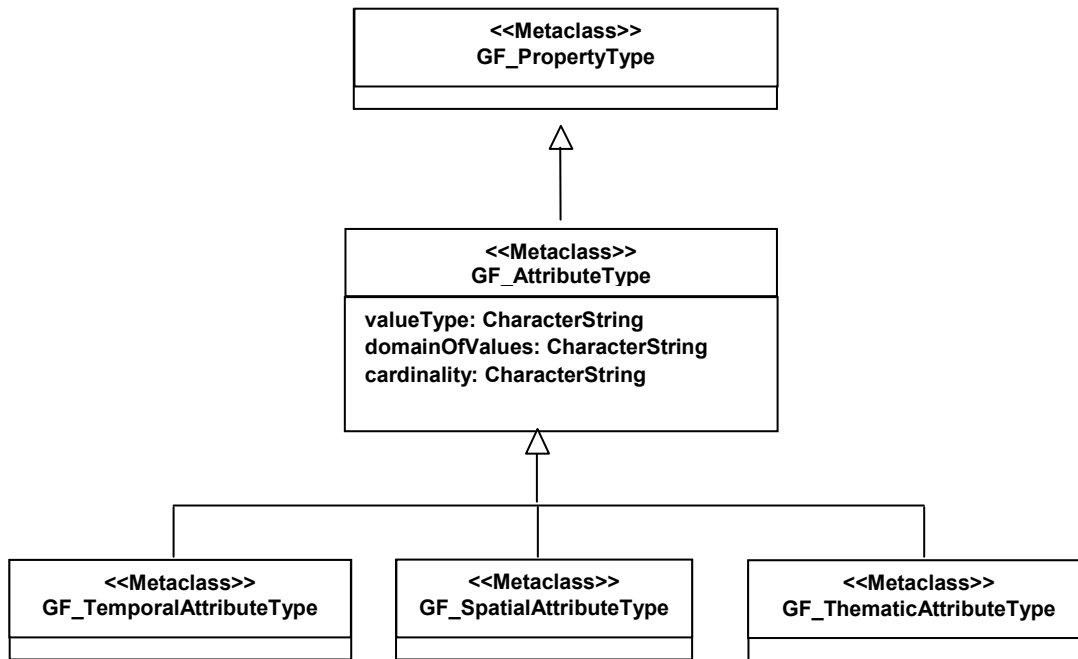 <<Metaclass>>
GF_PropertyType
<<Metaclass>>
GF_AttributeType
valueType: CharacterString
domainOfValues: CharacterString
cardinality: CharacterString
<<Metaclass>>
GF_TemporalAttributeType
<<Metaclass>>
GF_SpatialAttributeType
<<Metaclass>>
GF_ThematicAttributeType